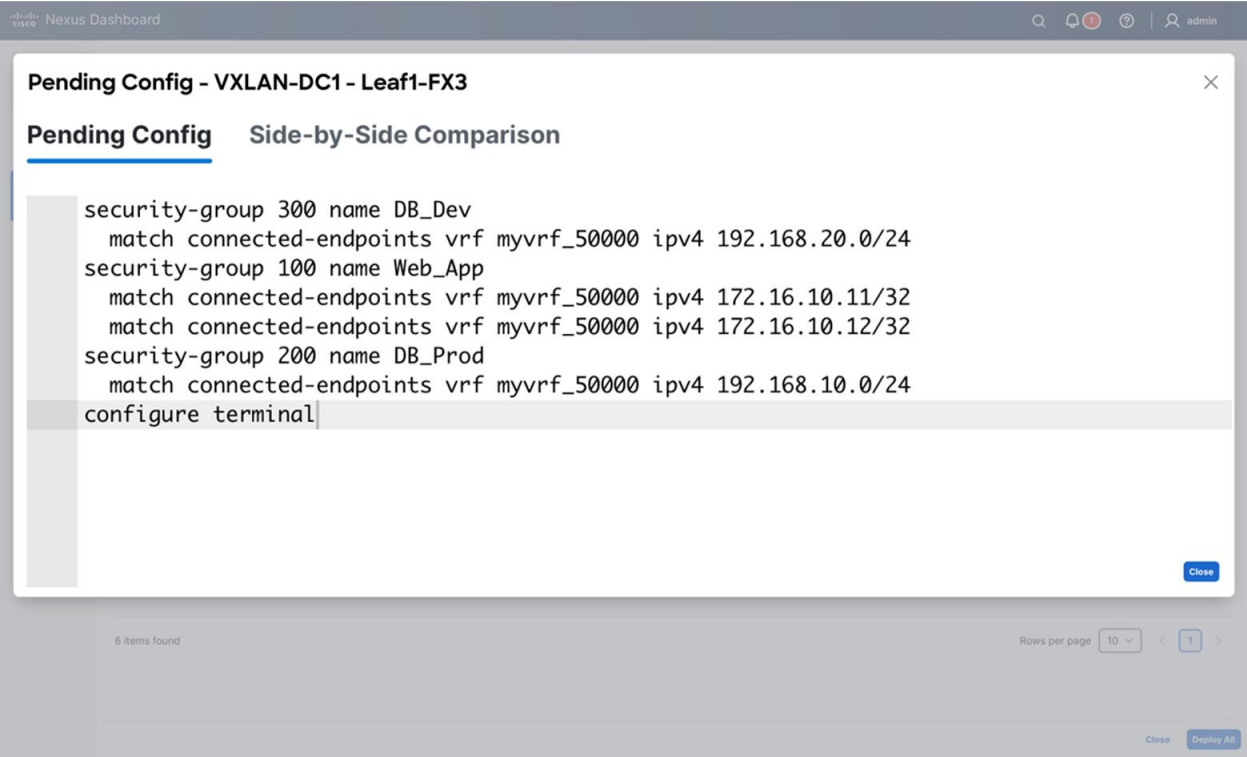 cisco Nexus Dashboard 1 admin
Pending Config - VXLAN-DC1 - Leaf1-FX3
Pending Config Side-by-Side Comparison
security-group 300 name DB_Dev
match connected-endpoints vrf myvrf_50000 ipv4 192.168.20.0/24
security-group 100 name Web_App
match connected-endpoints vrf myvrf_50000 ipv4 172.16.10.11/32
match connected-endpoints vrf myvrf_50000 ipv4 172.16.10.12/32
security-group 200 name DB_Prod
match connected-endpoints vrf myvrf_50000 ipv4 192.168.10.0/24
configure terminal
Close
6 items found Rows per page 10 1
Close Deploy All